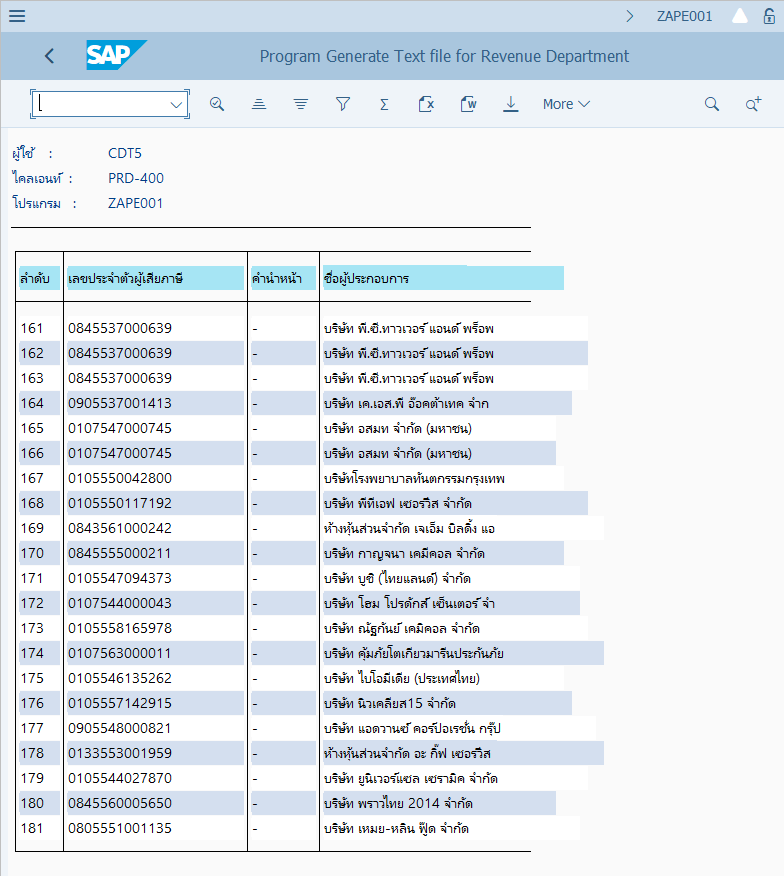 ZAPE001
SAP Program Generate Text file for Revenue Department
Σ More
ผู้ใช้ : CDT5
ไคลเอนท์ : PRD-400
โปรแกรม : ZAPE001
ลำดับ เลขประจำตัวผู้เสียภาษี คำนำหน้า ชื่อผู้ประกอบการ
161 0845537000639 - บริษัท พี.ซี.ทาวเวอร์ แอนด์ พร็อพ
162 0845537000639 - บริษัท พี.ซี.ทาวเวอร์ แอนด์ พร็อพ
163 0845537000639 - บริษัท พี.ซี.ทาวเวอร์ แอนด์ พร็อพ
164 0905537001413 - บริษัท เค.เอส.พี อ๊อคต้าเทค จำก
165 0107547000745 - บริษัท อสมท จำกัด (มหาชน)
166 0107547000745 - บริษัท อสมท จำกัด (มหาชน)
167 0105550042800 - บริษัทโรงพยาบาลทันตกรรมกรุงเทพ
168 0105550117192 - บริษัท พีทีเอฟ เซอร์วิส จำกัด
169 0843561000242 - ห้างหุ้นส่วนจำกัด เจเอ็ม บิลดิ้ง แอ
170 0845555000211 - บริษัท กาญจนา เคมีคอล จำกัด
171 0105547094373 - บริษัท บูชิ (ไทยแลนด์) จำกัด
172 0107544000043 - บริษัท โฮม โปรดักส์ เซ็นเตอร์ จำ
173 0105558165978 - บริษัท ณัฐกันย์ เคมิคอล จำกัด
174 0107563000011 - บริษัท คุ้มภัยโตเกียวมารีนประกันภัย
175 0105546135262 - บริษัท ไบโอมีเดีย (ประเทศไทย)
176 0105557142915 - บริษัท นิวเคลียส15 จำกัด
177 0905548000821 - บริษัท แอดวานซ์ คอร์ปอเรชั่น กรุ๊ป
178 0133553001959 - ห้างหุ้นส่วนจำกัด อะ กิ๊ฟ เซอร์วิส
179 0105544027870 - บริษัท ยูนิเวอร์แซล เซรามิค จำกัด
180 0845560005650 - บริษัท พราวไทย 2014 จำกัด
181 0805551001135 - บริษัท เหมย-หลิน ฟู๊ด จำกัด